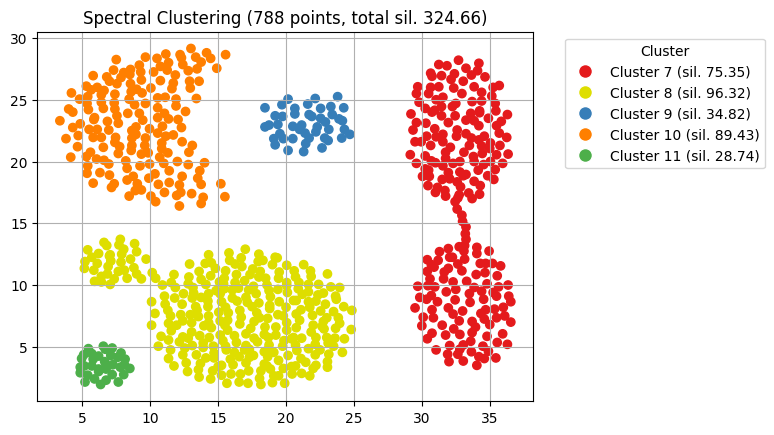 Spectral Clustering (788 points, total sil. 324.66)
30
25
20
15
10
5
5
10
15
20
25
30
35
Cluster
Cluster 7 (sil. 75.35)
Cluster 8 (sil. 96.32)
Cluster 9 (sil. 34.82)
Cluster 10 (sil. 89.43)
Cluster 11 (sil. 28.74)